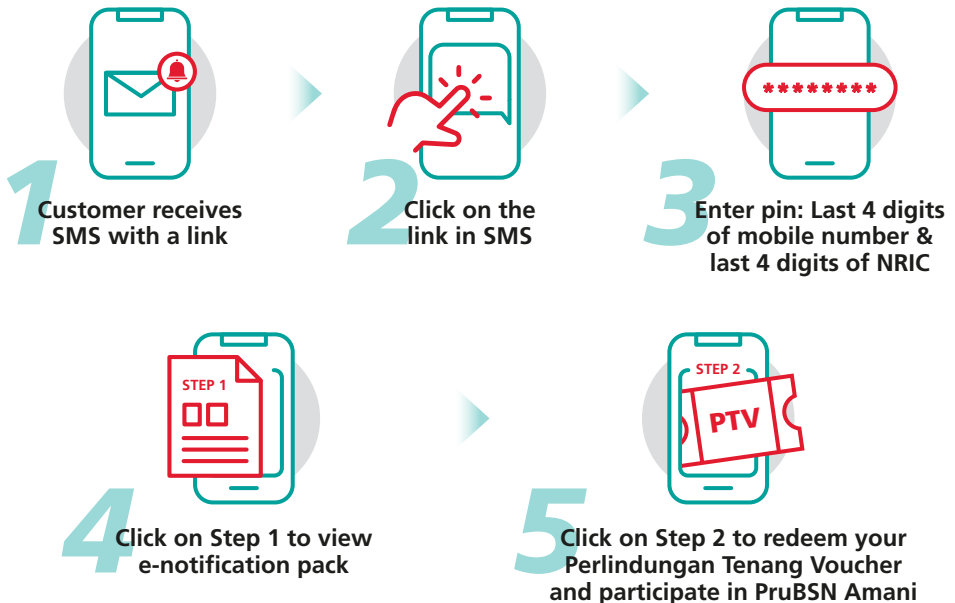 ********
1
Customer receives
SMS with a link
2
Click on the
link in SMS
3
Enter pin: Last 4 digits
of mobile number &
last 4 digits of NRIC
STEP 1
4
Click on Step 1 to view
e-notification pack
STEP 2
PTV
5
Click on Step 2 to redeem your
Perlindungan Tenang Voucher
and participate in PruBSN Amani